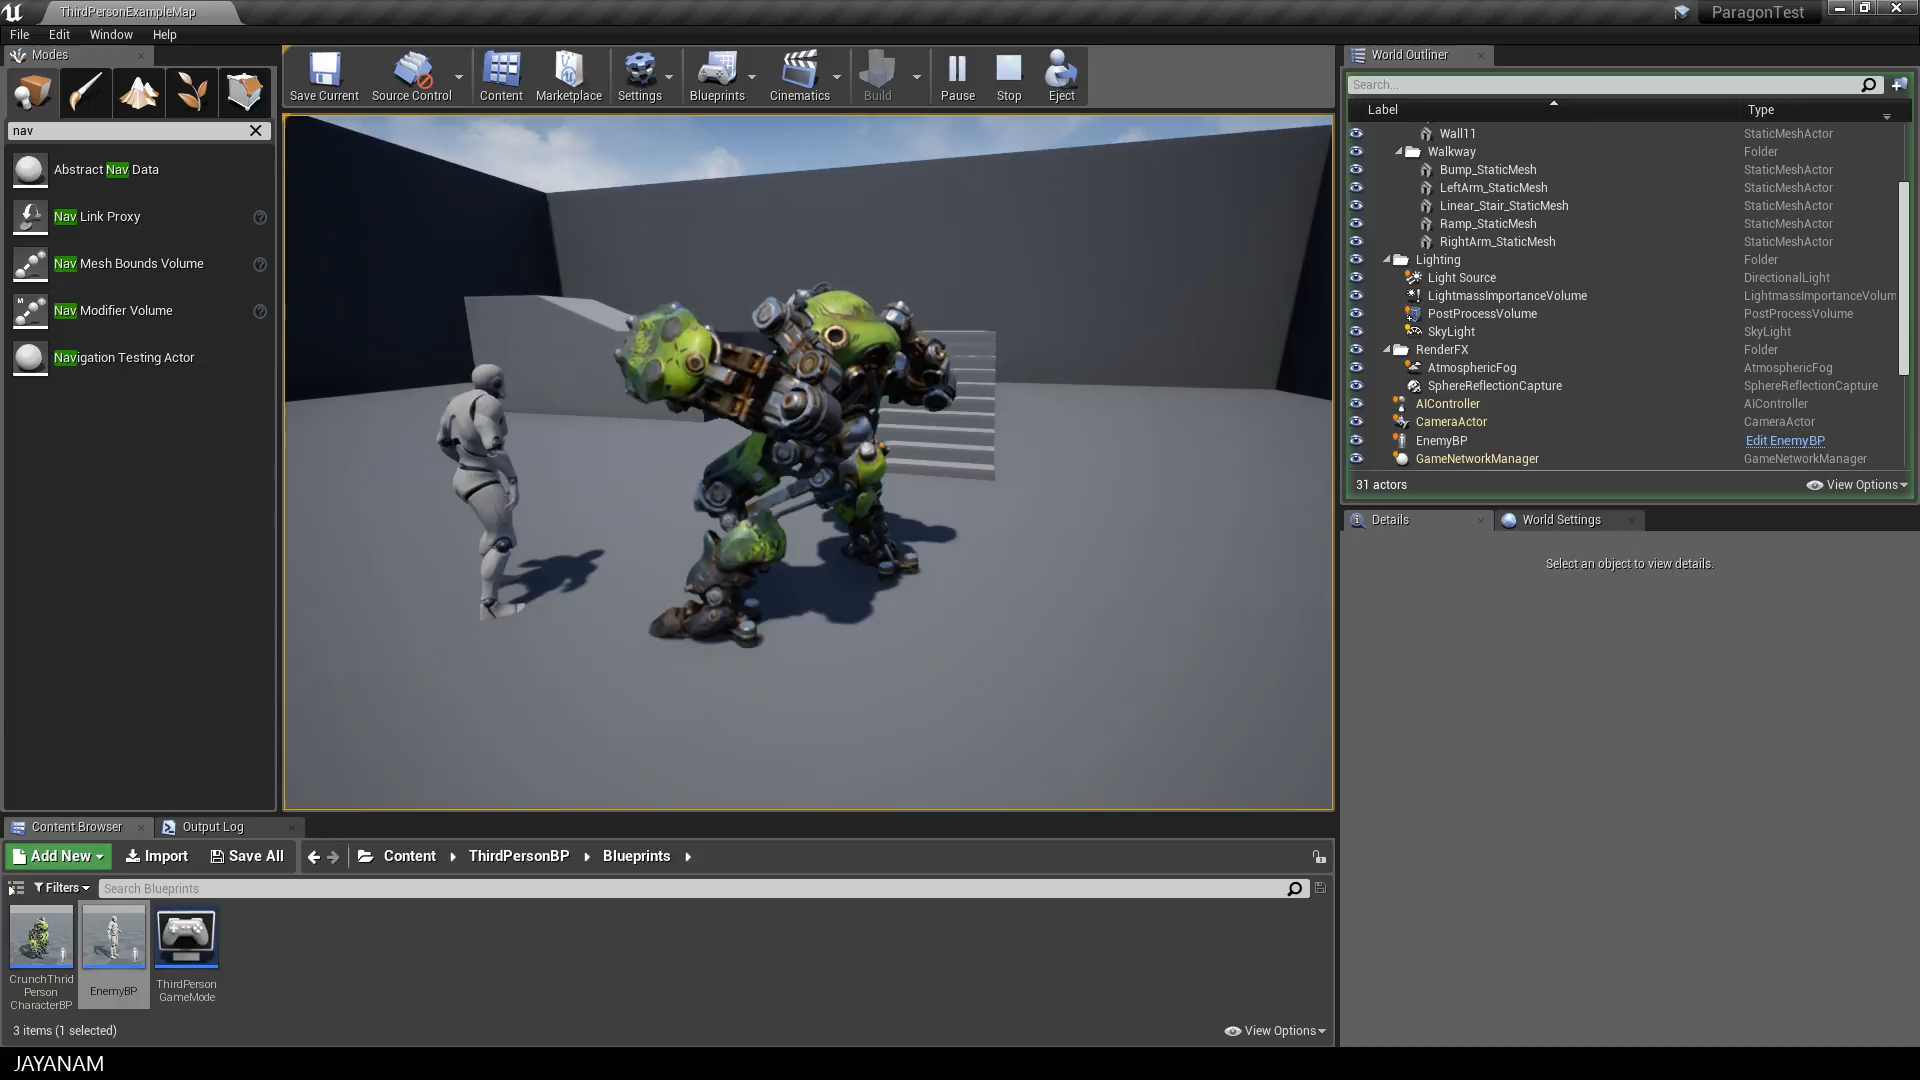 ThirdPersonExampleMap
ParagonTest
File Edit Window Help
Modes
nav
Abstract Nav Data
Nav Link Proxy
Nav Mesh Bounds Volume
Nav Modifier Volume
Navigation Testing Actor
Save Current Source Control Content Marketplace Settings Blueprints Cinematics Build Pause Stop Eject
World Outliner
Search...
Label Type
Wall11 StaticMeshActor
Walkway Folder
Bump_StaticMesh StaticMeshActor
LeftArm_StaticMesh StaticMeshActor
Linear_Stair_StaticMesh StaticMeshActor
Ramp_StaticMesh StaticMeshActor
RightArm_StaticMesh StaticMeshActor
Lighting Folder
Light Source DirectionalLight
LightmassImportanceVolume LightmassImportanceVolum
PostProcessVolume PostProcessVolume
SkyLight SkyLight
RenderFX Folder
AtmosphericFog AtmosphericFog
SphereReflectionCapture SphereReflectionCapture
AIController AIController
CameraActor CameraActor
EnemyBP Edit EnemyBP
GameNetworkManager GameNetworkManager
31 actors View Options
Details World Settings
Select an object to view details.
Content Browser Output Log
Add New Import Save All Content ThirdPersonBP Blueprints
Filters Search Blueprints
CrunchThrid
Person
CharacterBP
EnemyBP
ThirdPerson
GameMode
3 items (1 selected) View Options
JAYANAM